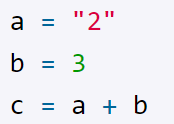 a = "2"
b = 3
c = a + b